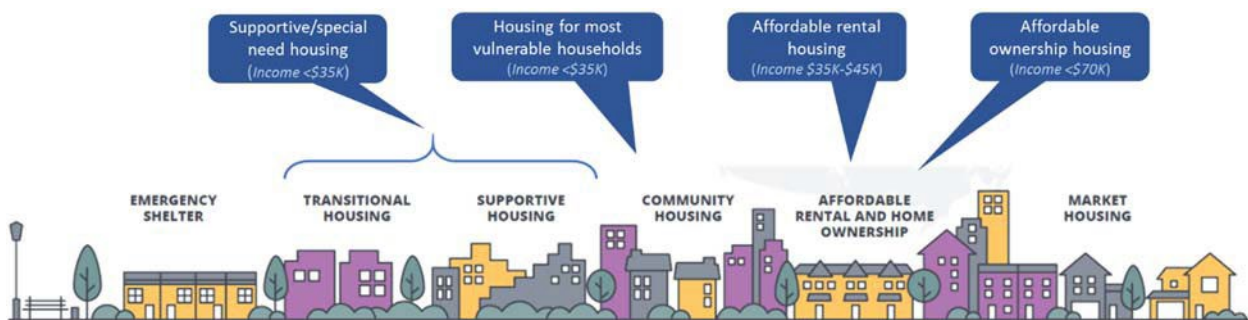 Supportive/special
need housing
(Income <$35K)
Housing for most
vulnerable households
(Income <$35K)
Affordable rental
housing
(Income $35K-$45K)
Affordable
ownership housing
(Income <$70K)
EMERGENCY
SHELTER
TRANSITIONAL
HOUSING
SUPPORTIVE
HOUSING
COMMUNITY
HOUSING
AFFORDABLE
RENTAL AND HOME
OWNERSHIP
MARKET
HOUSING